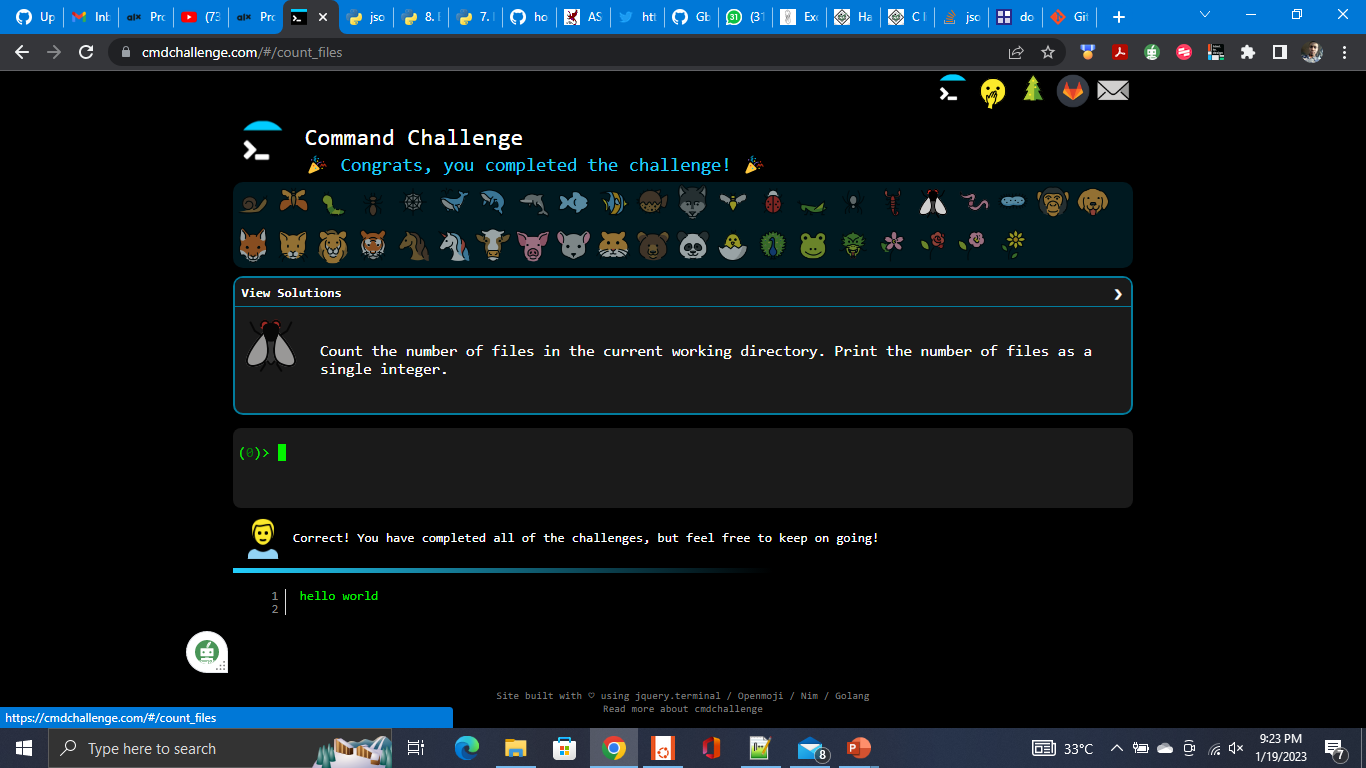 Up
Inb
Pro
(73
Pro
jso
8. E
7. I
ho
AS
htt
Gb
(31
Exc
Ha
C I
jso
do
Git
cmdchallenge.com/#/count_files
Command Challenge
Congrats, you completed the challenge!
View Solutions
Count the number of files in the current working directory. Print the number of files as a
single integer.
(0)>
Correct! You have completed all of the challenges, but feel free to keep on going!
1 hello world
2
Site built with ♡ using jquery.terminal / Openmoji / Nim / Golang
Read more about cmdchallenge
https://cmdchallenge.com/#/count_files
Type here to search
8
33°C
9:23 PM
1/19/2023
7